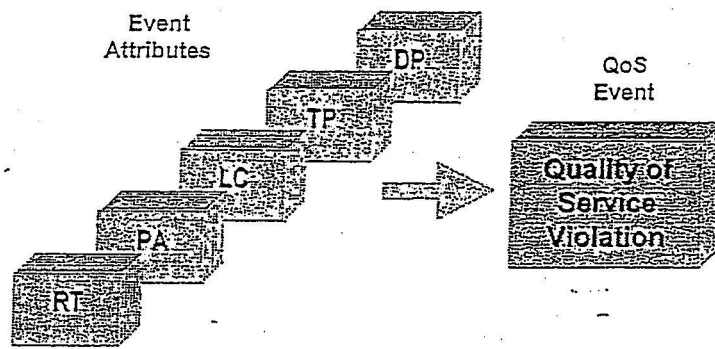 Event
Attributes
DP
TP
LC
PA
RT
QoS
Event
Quality of
Service
Violation